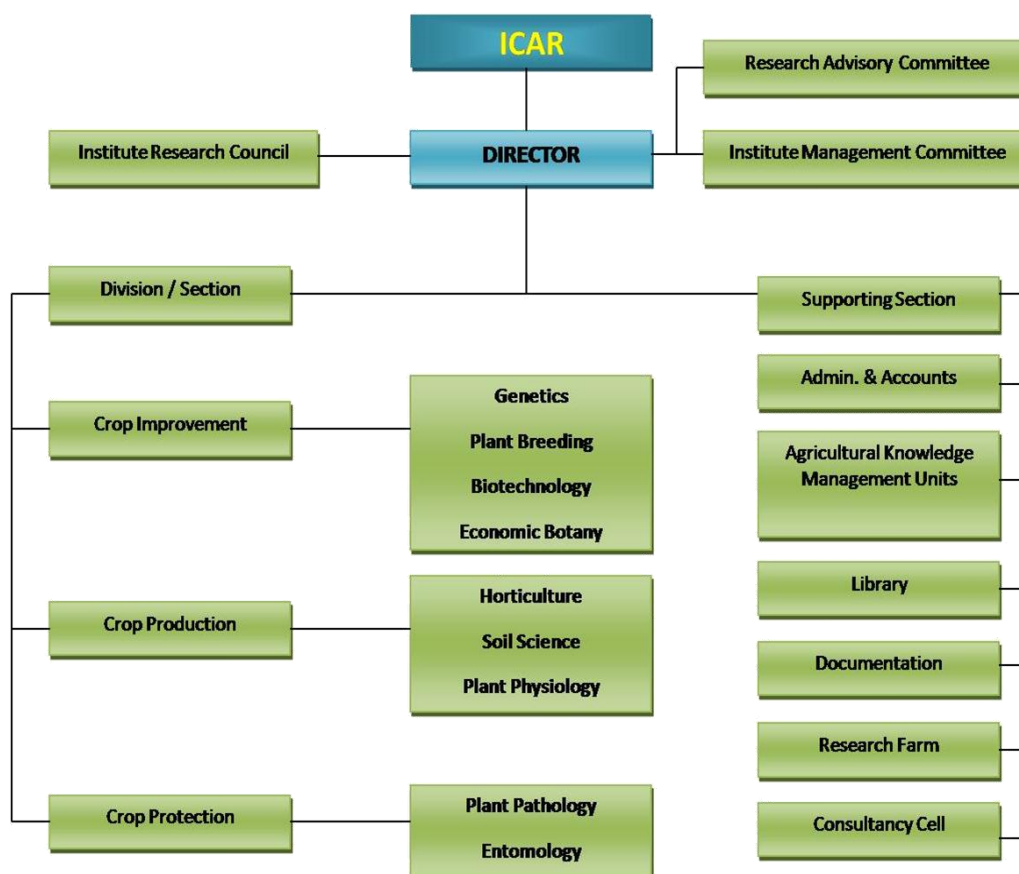 ICAR
Research Advisory Committee
Institute Research Council
DIRECTOR
Institute Management Committee
Division / Section
Supporting Section
Crop Improvement
Genetics
Plant Breeding
Biotechnology
Economic Botany
Admin. & Accounts
Agricultural Knowledge
Management Units
Crop Production
Horticulture
Soil Science
Plant Physiology
Library
Documentation
Research Farm
Crop Protection
Plant Pathology
Entomology
Consultancy Cell